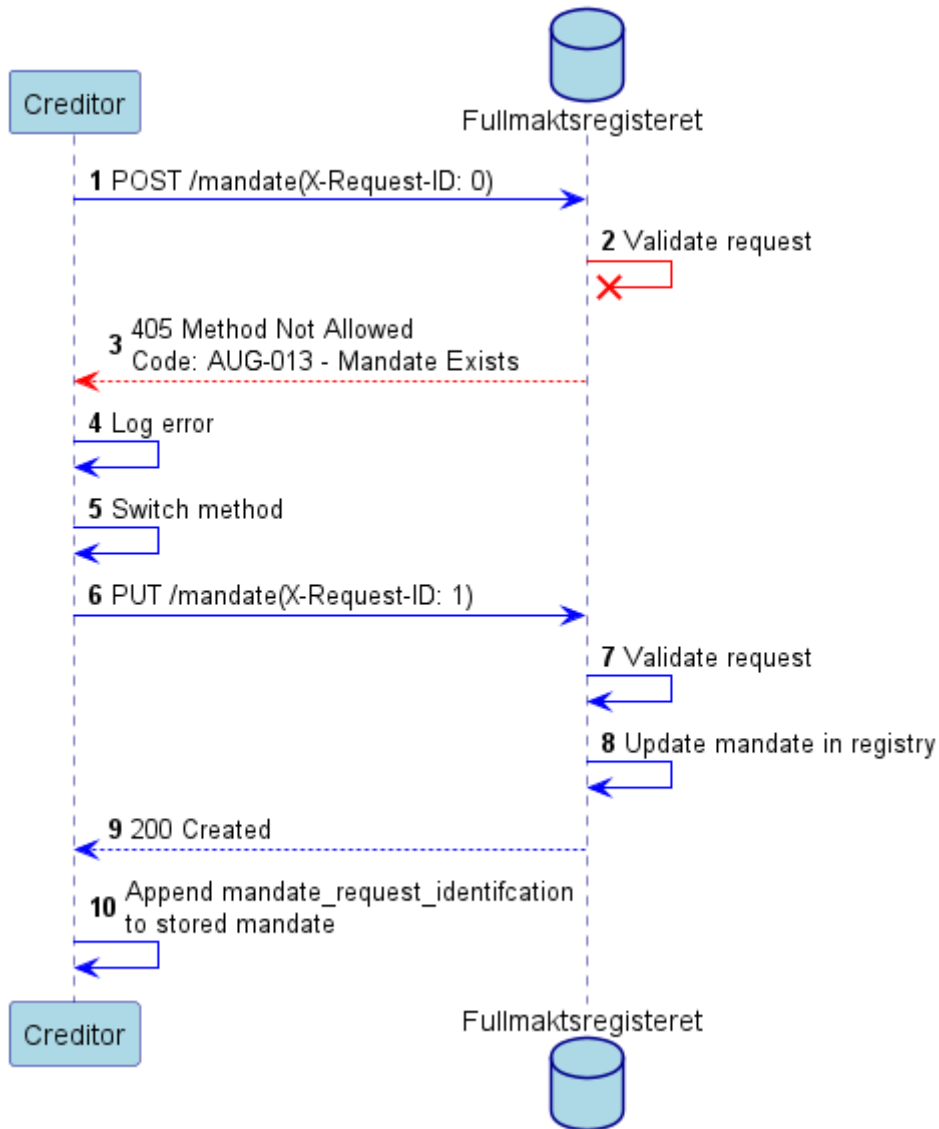 Creditor
Fullmaktsregisteret
1 POST /mandate(X-Request-ID: 0)
2 Validate request
3 405 Method Not Allowed
Code: AUG-013 - Mandate Exists
4 Log error
5 Switch method
6 PUT /mandate(X-Request-ID: 1)
7 Validate request
8 Update mandate in registry
9 200 Created
10 Append mandate_request_identifcation
to stored mandate
Creditor
Fullmaktsregisteret